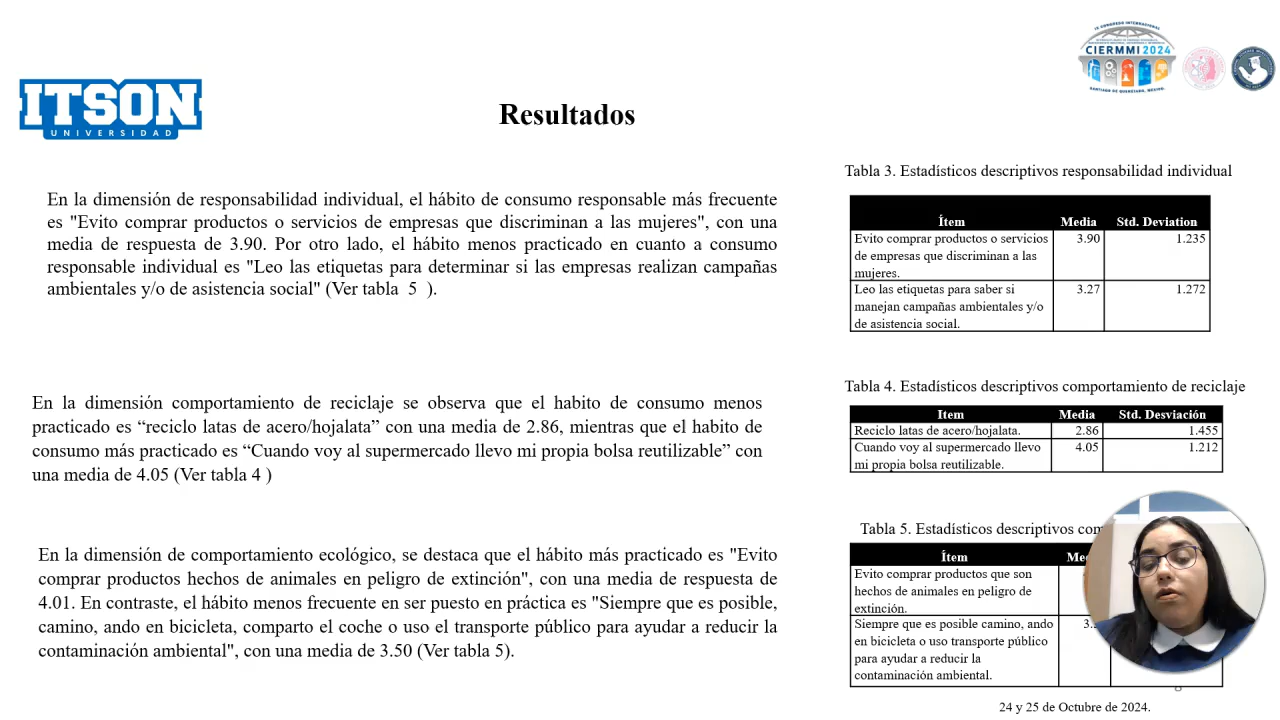 IX CONGRESO INTERNACIONAL
CIERMMI 2024
SANTIAGO DE QUERÉTARO, MÉXICO.
ITSON
UNIVERSIDAD
Resultados
En la dimensión de responsabilidad individual, el hábito de consumo responsable más frecuente
es "Evito comprar productos o servicios de empresas que discriminan a las mujeres", con una
media de respuesta de 3.90. Por otro lado, el hábito menos practicado en cuanto a consumo
responsable individual es "Leo las etiquetas para determinar si las empresas realizan campañas
ambientales y/o de asistencia social" (Ver tabla 5 ).
En la dimensión comportamiento de reciclaje se observa que el habito de consumo menos
practicado es “reciclo latas de acero/hojalata” con una media de 2.86, mientras que el habito de
consumo más practicado es “Cuando voy al supermercado llevo mi propia bolsa reutilizable” con
una media de 4.05 (Ver tabla 4 )
En la dimensión de comportamiento ecológico, se destaca que el hábito más practicado es "Evito
comprar productos hechos de animales en peligro de extinción", con una media de respuesta de
4.01. En contraste, el hábito menos frecuente en ser puesto en práctica es "Siempre que es posible,
camino, ando en bicicleta, comparto el coche o uso el transporte público para ayudar a reducir la
contaminación ambiental", con una media de 3.50 (Ver tabla 5).
Tabla 3. Estadísticos descriptivos responsabilidad individual
Ítem Media Std. Deviation
Evito comprar productos o servicios 3.90 1.235
de empresas que discriminan a las
mujeres.
Leo las etiquetas para saber si 3.27 1.272
manejan campañas ambientales y/o
de asistencia social.
Tabla 4. Estadísticos descriptivos comportamiento de reciclaje
Item Media Std. Desviación
Reciclo latas de acero/hojalata. 2.86 1.455
Cuando voy al supermercado llevo 4.05 1.212
mi propia bolsa reutilizable.
Tabla 5. Estadísticos descriptivos
Ítem
Evito comprar productos que son
hechos de animales en peligro de
extinción.
Siempre que es posible camino, ando
en bicicleta o uso transporte público
para ayudar a reducir la
contaminación ambiental.
24 y 25 de Octubre de 2024.